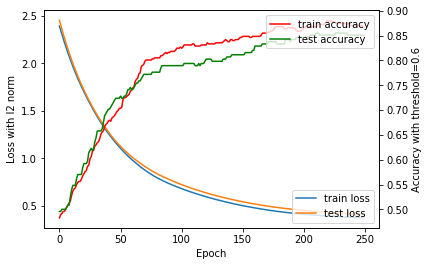 train accuracy
test accuracy
train loss
test loss
Loss with l2 norm
Accuracy with threshold=0.6
Epoch
2.5
2.0
1.5
1.0
0.5
0.90
0.85
0.80
0.75
0.70
0.65
0.60
0.55
0.50
0
50
100
150
200
250